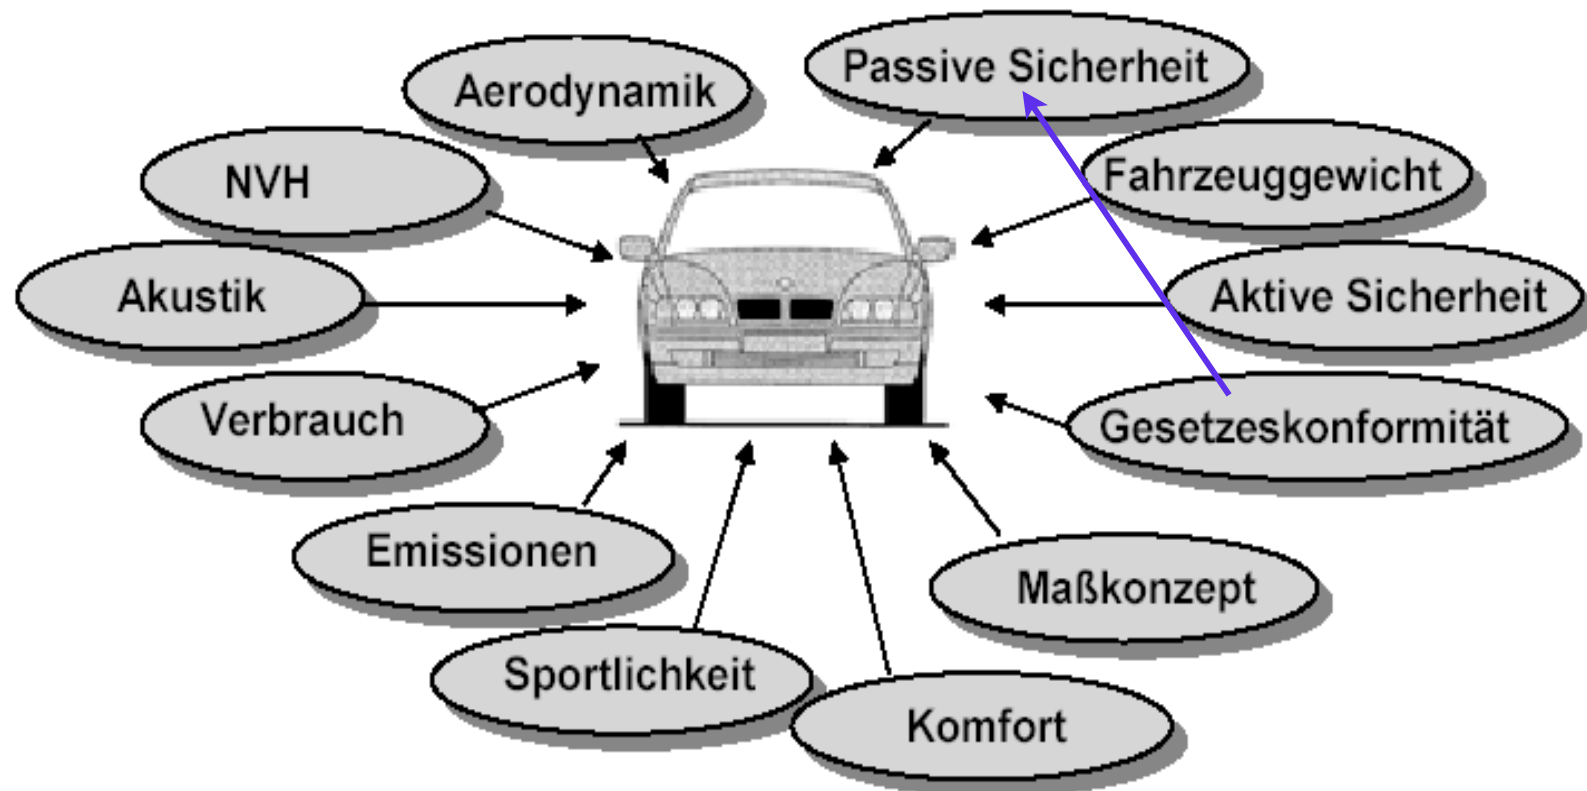 Aerodynamik
Passive Sicherheit
NVH
Fahrzeuggewicht
Akustik
Aktive Sicherheit
Verbrauch
Gesetzeskonformität
Emissionen
Maßkonzept
Sportlichkeit
Komfort